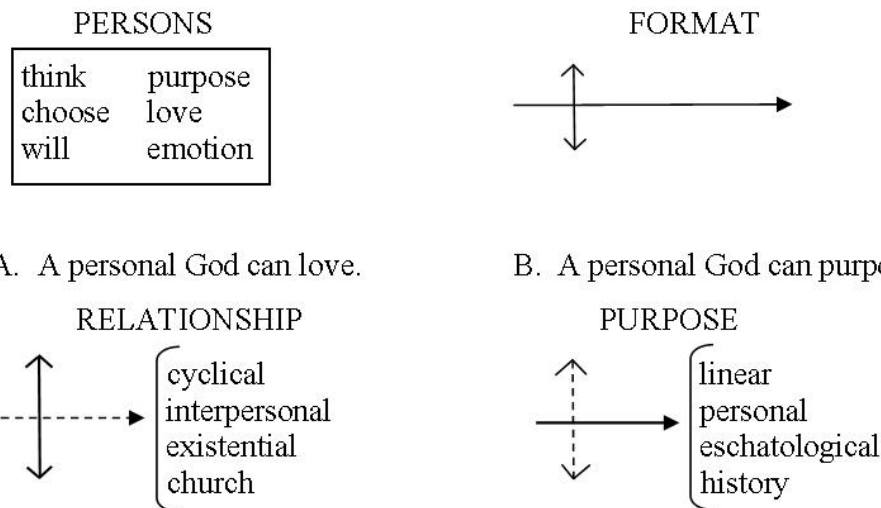 PERSONS
think purpose
choose love
will emotion
FORMAT
A. A personal God can love.
B. A personal God can
RELATIONSHIP
cyclical
interpersonal
existential
church
PURPOSE
linear
personal
eschatological
history